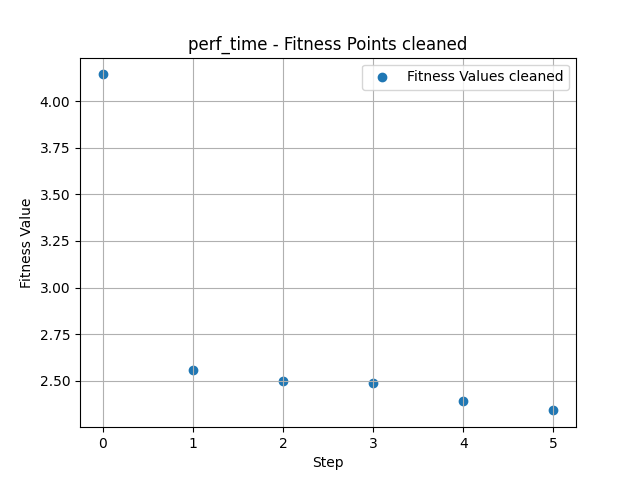 perf_time - Fitness Points cleaned
Fitness Values cleaned
Fitness Value
4.00
3.75
3.50
3.25
3.00
2.75
2.50
0 1 2 3 4 5
Step